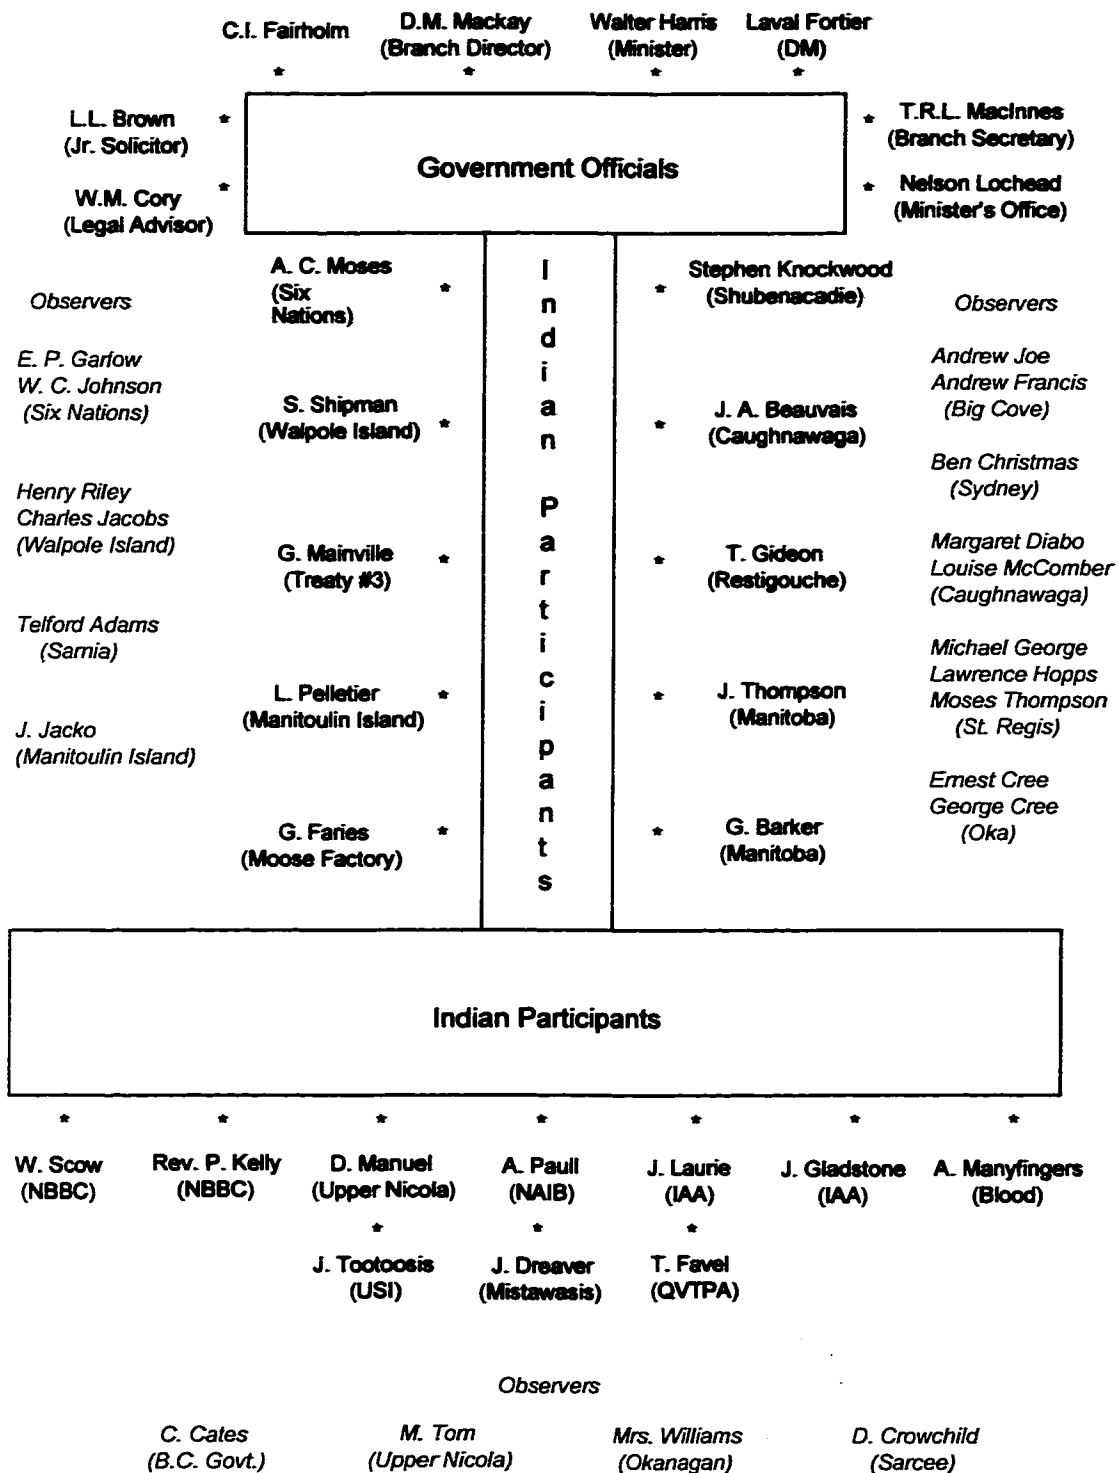 C.I. Fairholm
D.M. Mackay
(Branch Director)
Walter Harris
(Minister)
Laval Fortier
(DM)
L.L. Brown
(Jr. Solicitor)
W.M. Cory
(Legal Advisor)
Government Officials
T.R.L. MacInnes
(Branch Secretary)
Nelson Lochead
(Minister's Office)
Observers
E. P. Garlow
W. C. Johnson
(Six Nations)
Henry Riley
Charles Jacobs
(Walpole Island)
Telford Adams
(Sarnia)
J. Jacko
(Manitoulin Island)
A. C. Moses
(Six
Nations)
S. Shipman
(Walpole Island)
G. Mainville
(Treaty #3)
L. Pelletier
(Manitoulin Island)
G. Faries
(Moose Factory)
Indian Participants
Stephen Knockwood
(Shubenacadie)
J. A. Beauvais
(Caughnawaga)
T. Gideon
(Restigouche)
J. Thompson
(Manitoba)
G. Barker
(Manitoba)
Observers
Andrew Joe
Andrew Francis
(Big Cove)
Ben Christmas
(Sydney)
Margaret Diabo
Louise McComber
(Caughnawaga)
Michael George
Lawrence Hopps
Moses Thompson
(St. Regis)
Ernest Cree
George Cree
(Oka)
Indian Participants
W. Scow
(NBBC)
Rev. P. Kelly
(NBBC)
D. Manuel
(Upper Nicola)
A. Paull
(NAIB)
J. Laurie
(IAA)
J. Gladstone
(IAA)
A. Manyfingers
(Blood)
J. Tootoosis
(USI)
J. Dreaver
(Mistawasis)
T. Favel
(QVTPA)
Observers
C. Cates
(B.C. Govt.)
M. Tom
(Upper Nicola)
Mrs. Williams
(Okanagan)
D. Crowchild
(Sarcee)